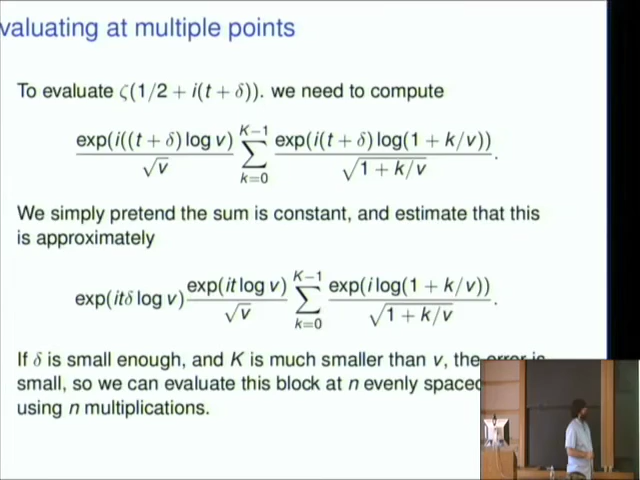 valuating at multiple points
To evaluate ζ(1/2 + i(t + δ)). we need to compute
exp(i((t + δ) log v) / √v ∑_{k=0}^{K−1} exp(i(t + δ) log(1 + k/v)) / √(1 + k/v) .
We simply pretend the sum is constant, and estimate that this
is approximately
exp(itδ log v) exp(it log v) / √v ∑_{k=0}^{K−1} exp(i log(1 + k/v)) / √(1 + k/v) .
If δ is small enough, and K is much smaller than v, the error is
small, so we can evaluate this block at n evenly spaced
using n multiplications.